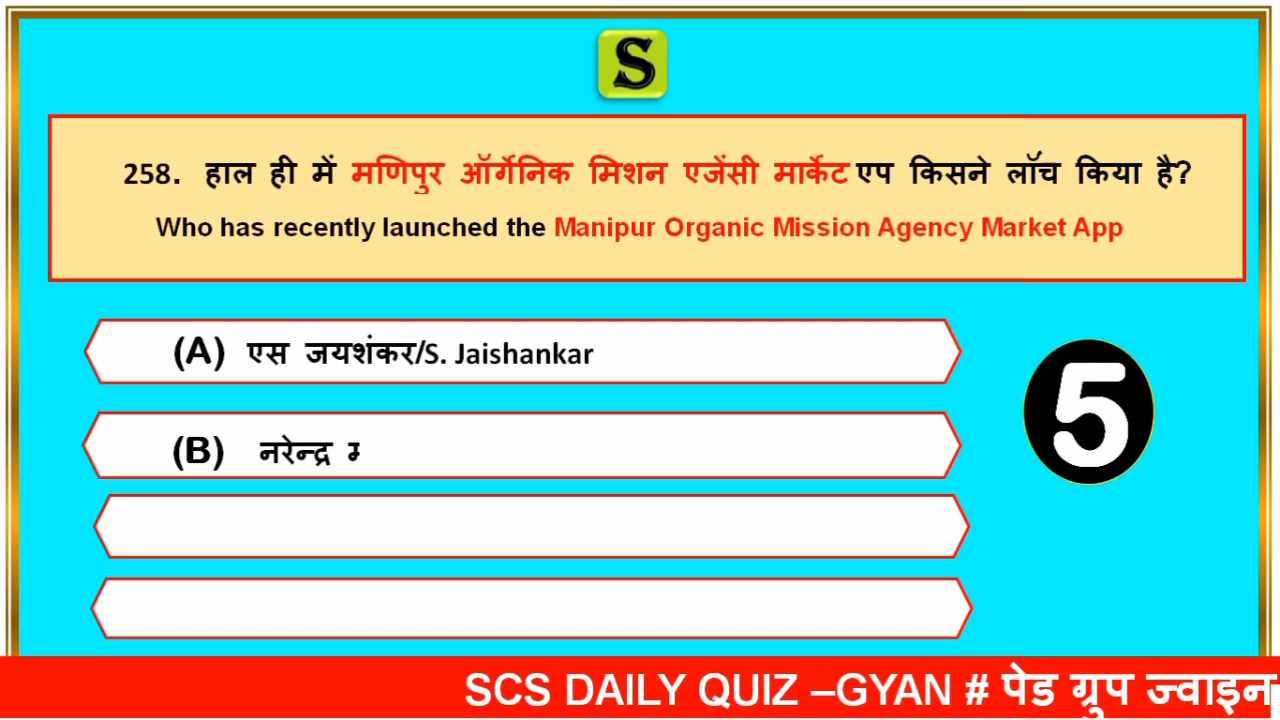 S
258. हाल ही में मणिपुर ऑर्गेनिक मिशन एजेंसी मार्केट एप किसने लॉच किया है?
Who has recently launched the Manipur Organic Mission Agency Market App
(A) एस जयशंकर/S. Jaishankar
(B) नरेन्द्र
5
SCS DAILY QUIZ –GYAN # पेड ग्रुप ज्वाइन